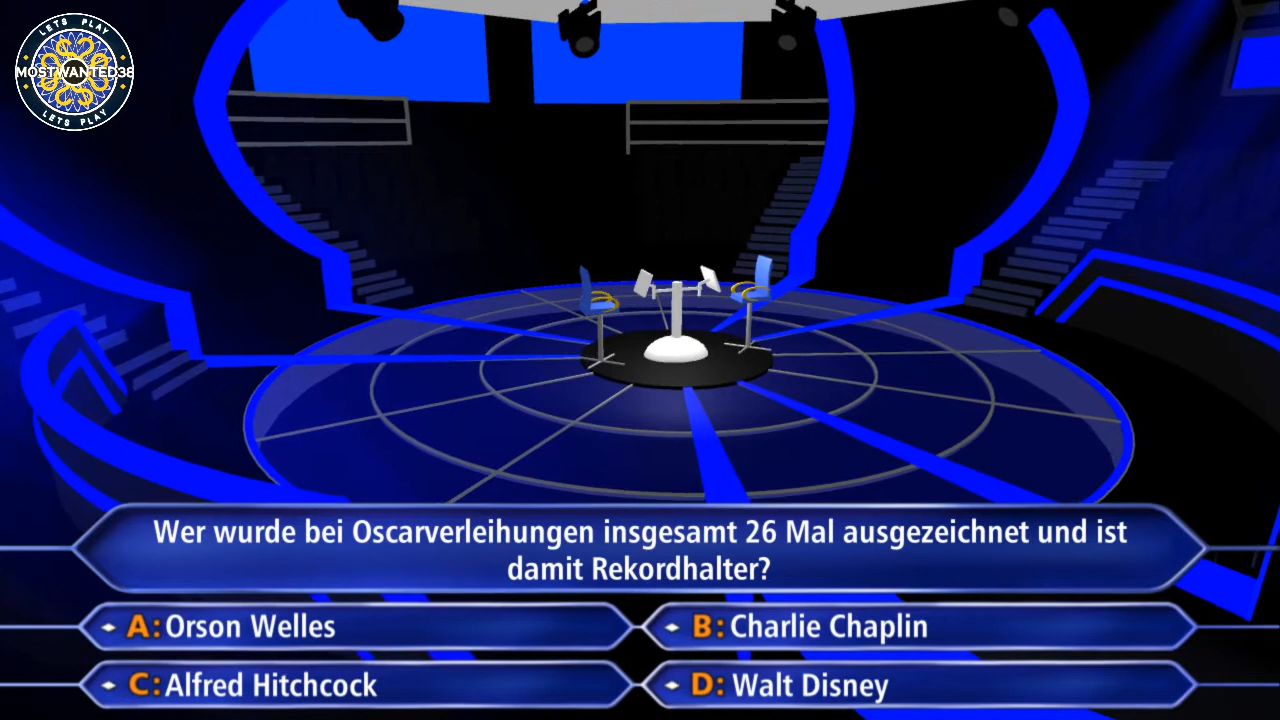 LETS PLAY
MOSTWANTED38
LETS PLAY
Wer wurde bei Oscarverleihungen insgesamt 26 Mal ausgezeichnet und ist
damit Rekordhalter?
A: Orson Welles
B: Charlie Chaplin
C: Alfred Hitchcock
D: Walt Disney